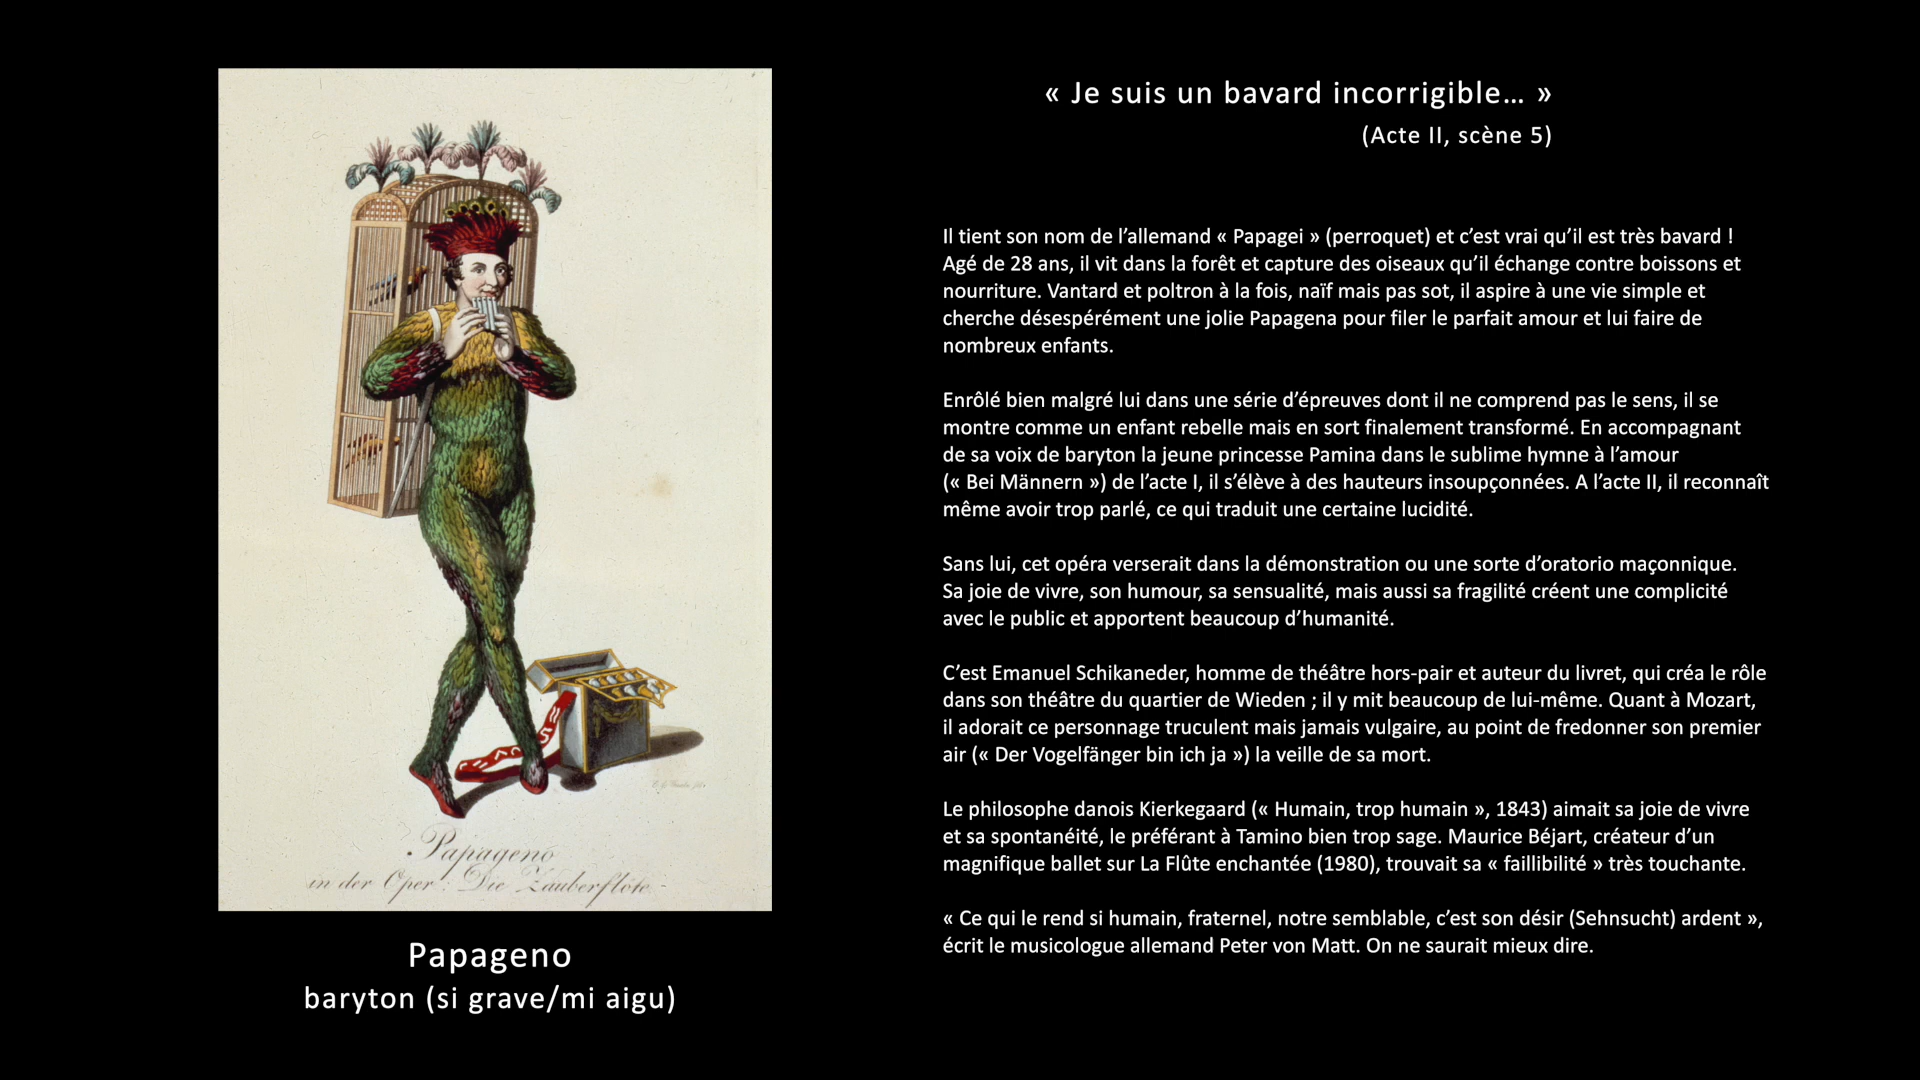 « Je suis un bavard incorrigible… »
(Acte II, scène 5)
Il tient son nom de l’allemand « Papagei » (perroquet) et c’est vrai qu’il est très bavard !
Agé de 28 ans, il vit dans la forêt et capture des oiseaux qu’il échange contre boissons et
nourriture. Vantard et poltron à la fois, naïf mais pas sot, il aspire à une vie simple et
cherche désespérément une jolie Papagena pour filer le parfait amour et lui faire de
nombreux enfants.
Enrôlé bien malgré lui dans une série d’épreuves dont il ne comprend pas le sens, il se
montre comme un enfant rebelle mais en sort finalement transformé. En accompagnant
de sa voix de baryton la jeune princesse Pamina dans le sublime hymne à l’amour
(« Bei Männern ») de l’acte I, il s’élève à des hauteurs insoupçonnées. A l’acte II, il reconnaît
même avoir trop parlé, ce qui traduit une certaine lucidité.
Sans lui, cet opéra verserait dans la démonstration ou une sorte d’oratorio maçonnique.
Sa joie de vivre, son humour, sa sensualité, mais aussi sa fragilité créent une complicité
avec le public et apportent beaucoup d’humanité.
C’est Emanuel Schikaneder, homme de théâtre hors-pair et auteur du livret, qui créa le rôle
dans son théâtre du quartier de Wieden ; il y mit beaucoup de lui-même. Quant à Mozart,
il adorait ce personnage truculent mais jamais vulgaire, au point de fredonner son premier
air (« Der Vogelfänger bin ich ja ») la veille de sa mort.
Le philosophe danois Kierkegaard (« Humain, trop humain », 1843) aimait sa joie de vivre
et sa spontanéité, le préférant à Tamino bien trop sage. Maurice Béjart, créateur d’un
magnifique ballet sur La Flûte enchantée (1980), trouvait sa « faillibilité » très touchante.
« Ce qui le rend si humain, fraternel, notre semblable, c’est son désir (Sehnsucht) ardent »,
écrit le musicologue allemand Peter von Matt. On ne saurait mieux dire.
Papageno
in der Oper: Die Zauberflöte
Papageno
baryton (si grave/mi aigu)